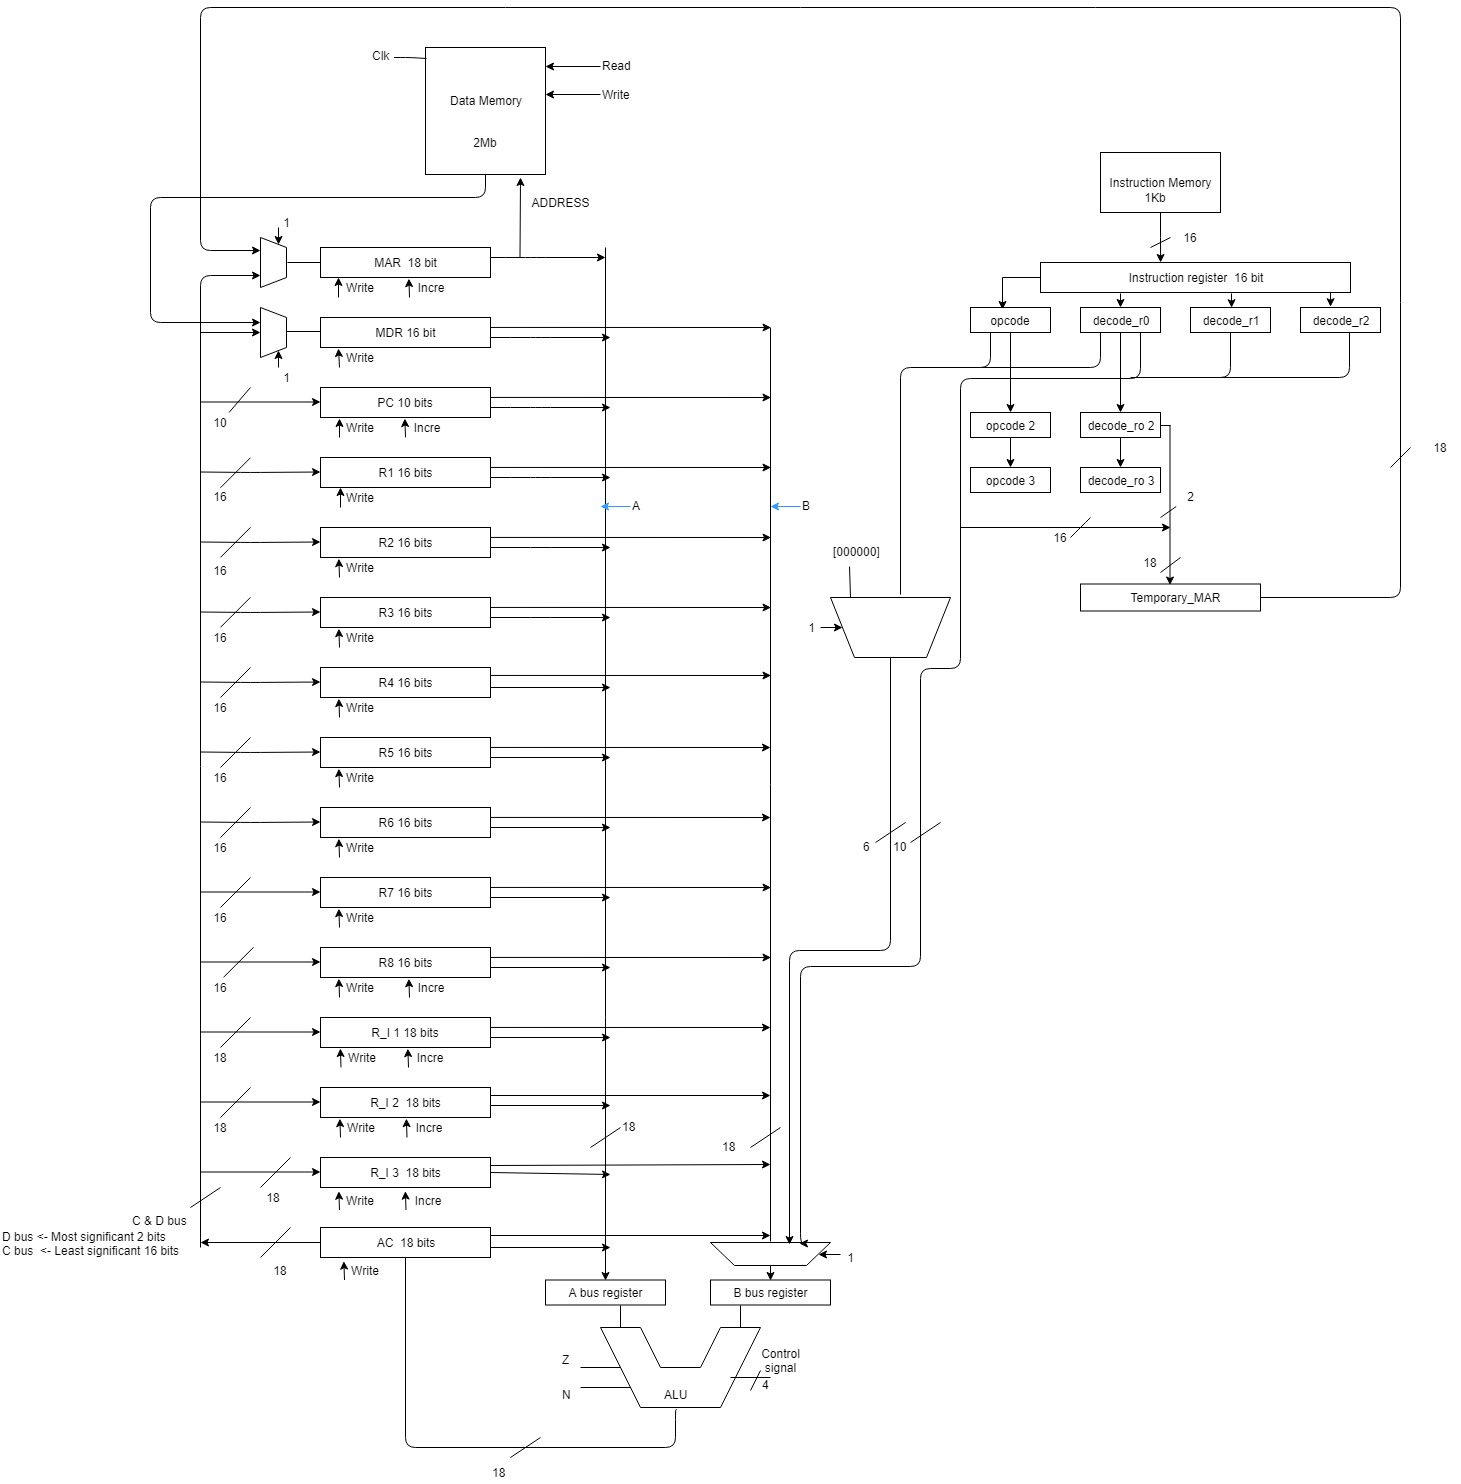 Clk
Read
Data Memory
Write
2Mb
ADDRESS
Instruction Memory
1Kb
16
1
MAR  18 bit
Write
Incre
Instruction register  16 bit
opcode
decode_r0
decode_r1
decode_r2
MDR 16 bit
Write
1
PC 10 bits
10
Write
Incre
opcode 2
decode_ro 2
18
R1 16 bits
16
Write
opcode 3
decode_ro 3
2
A
B
16
R2 16 bits
16
Write
[000000]
18
Temporary_MAR
R3 16 bits
16
Write
1
R4 16 bits
16
Write
R5 16 bits
16
Write
R6 16 bits
16
Write
6
10
R7 16 bits
16
Write
R8 16 bits
16
Write
Incre
R_I 1 18 bits
18
Write
Incre
R_I 2  18 bits
18
Write
Incre
18
18
R_I 3  18 bits
18
Write
Incre
C & D bus
D bus <- Most significant 2 bits
C bus  <- Least significant 16 bits
AC  18 bits
18
Write
1
A bus register
B bus register
Z
N
ALU
Control
signal
4
18